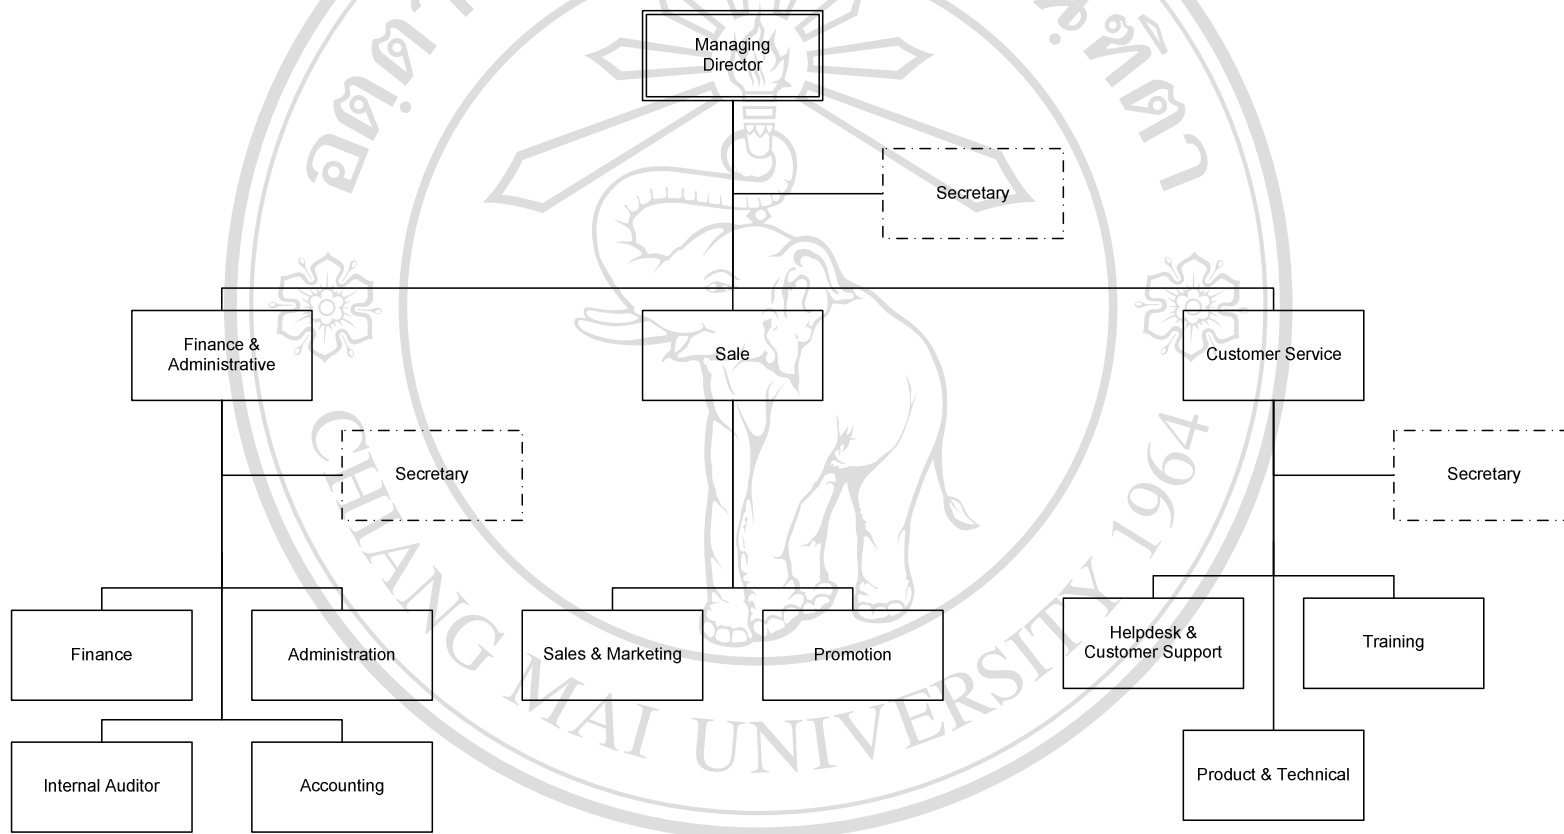 Managing
Director
Secretary
Finance &
Administrative
Sale
Customer Service
Secretary
Secretary
Finance
Administration
Sales & Marketing
Promotion
Helpdesk &
Customer Support
Training
Internal Auditor
Accounting
Product & Technical
CHIANG MAI UNIVERSITY 1964